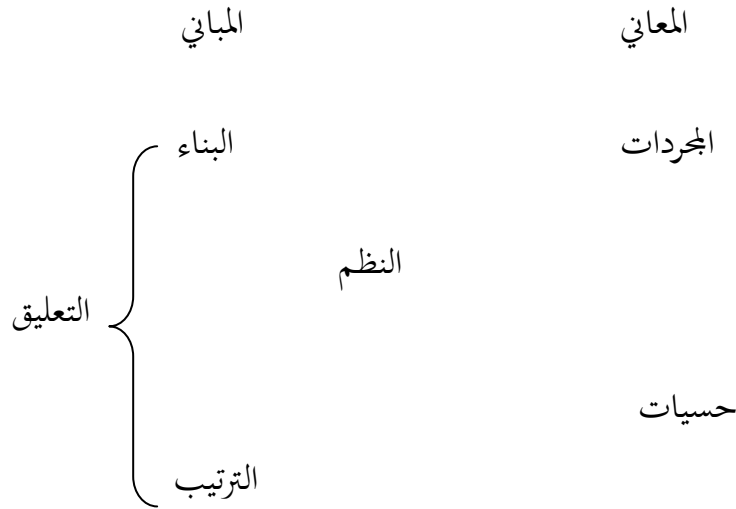 المعاني المباني
المجردات البناء
النظم
التعليق
حسيات
الترتيب